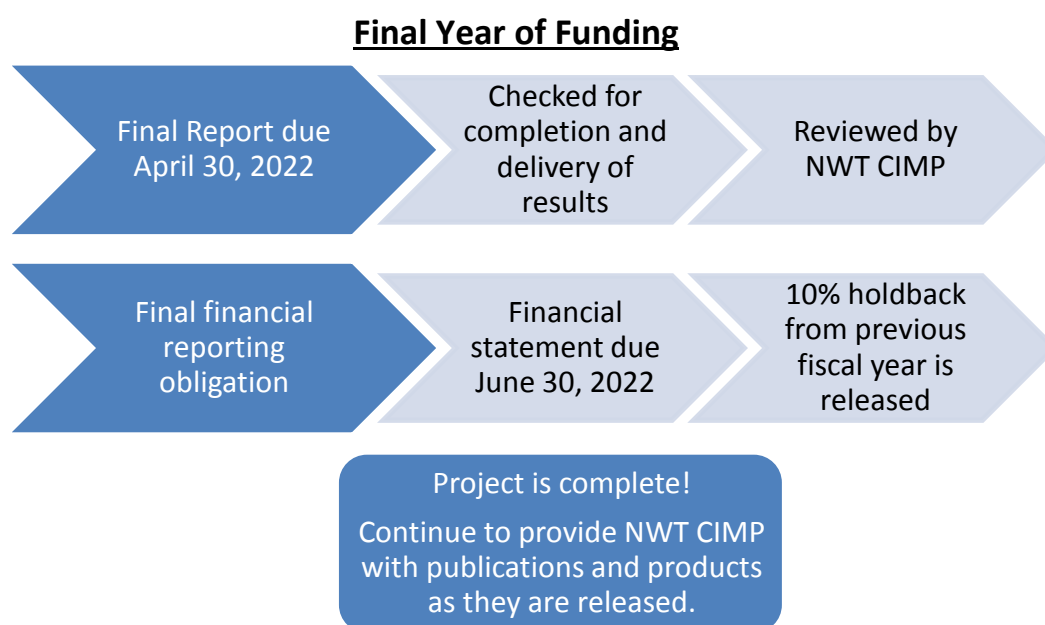 Final Year of Funding
Final Report due
April 30, 2022
Checked for
completion and
delivery of
results
Reviewed by
NWT CIMP
Final financial
reporting
obligation
Financial
statement due
June 30, 2022
10% holdback
from previous
fiscal year is
released
Project is complete!
Continue to provide NWT CIMP
with publications and products
as they are released.